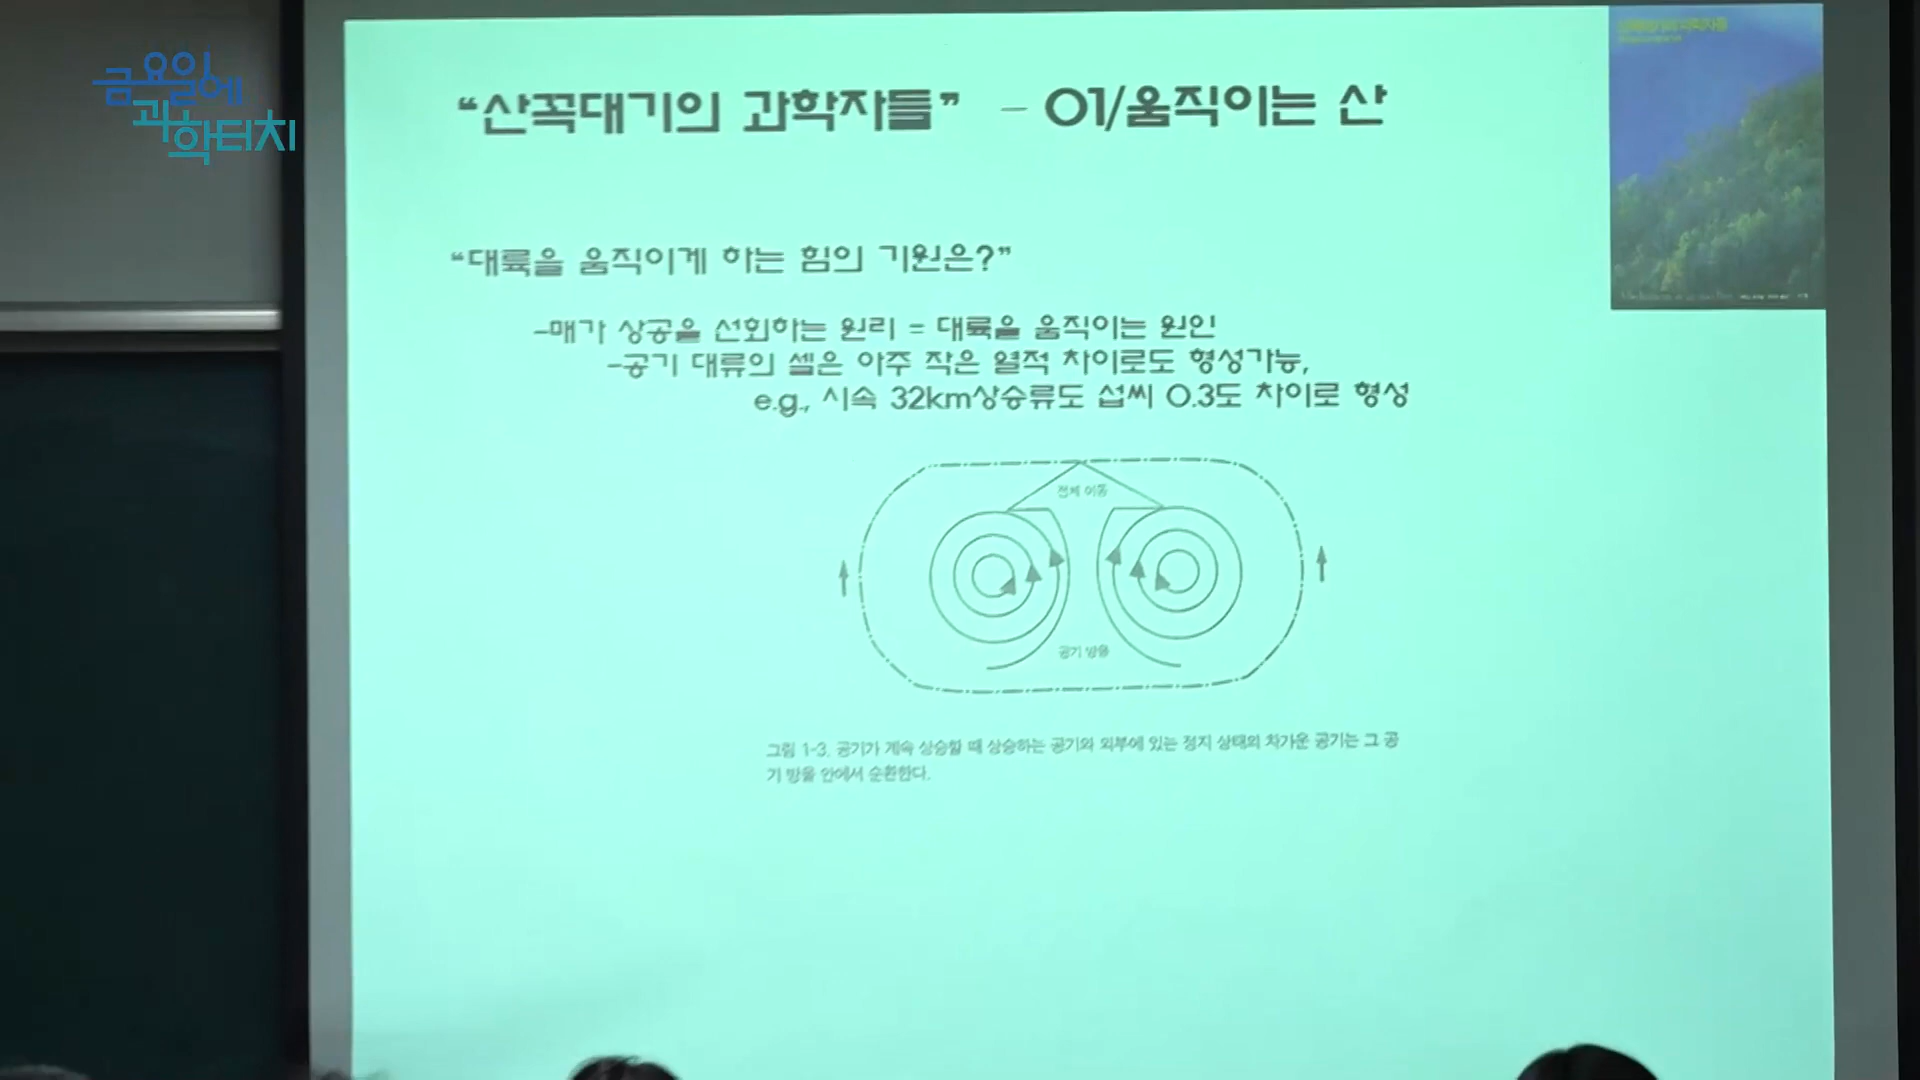 금요일에
과학터치
“산꼭대기의 과학자들” – 01/움직이는 산
“대륙을 움직이게 하는 힘의 기원은?”
-매가 상공을 선회하는 원리 = 대륙을 움직이는 원인
-공기 대류의 셀은 아주 작은 열적 차이로도 형성가능,
e.g., 시속 32km상승류도 섭씨 0.3도 차이로 형성
전체 이동
공기 방울
그림 1-3. 공기가 계속 상승할 때 상승하는 공기와 외부에 있는 정지 상태의 차가운 공기는 그 공
기 방울 안에서 순환한다.